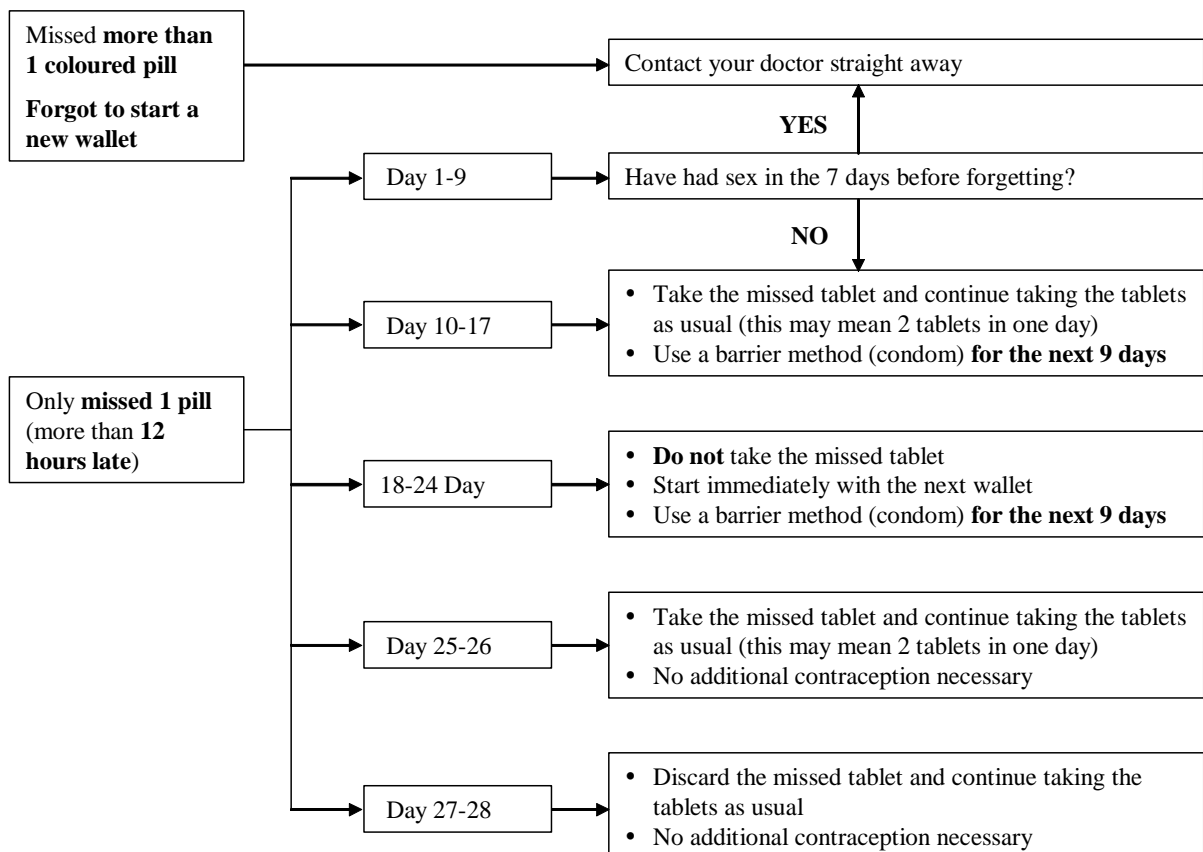 Missed more than
1 coloured pill
Forgot to start a
new wallet
Contact your doctor straight away
YES
Day 1-9
Have had sex in the 7 days before forgetting?
NO
Day 10-17
• Take the missed tablet and continue taking the tablets
as usual (this may mean 2 tablets in one day)
• Use a barrier method (condom) for the next 9 days
Only missed 1 pill
(more than 12
hours late)
18-24 Day
• Do not take the missed tablet
• Start immediately with the next wallet
• Use a barrier method (condom) for the next 9 days
Day 25-26
• Take the missed tablet and continue taking the tablets
as usual (this may mean 2 tablets in one day)
• No additional contraception necessary
Day 27-28
• Discard the missed tablet and continue taking the
tablets as usual
• No additional contraception necessary